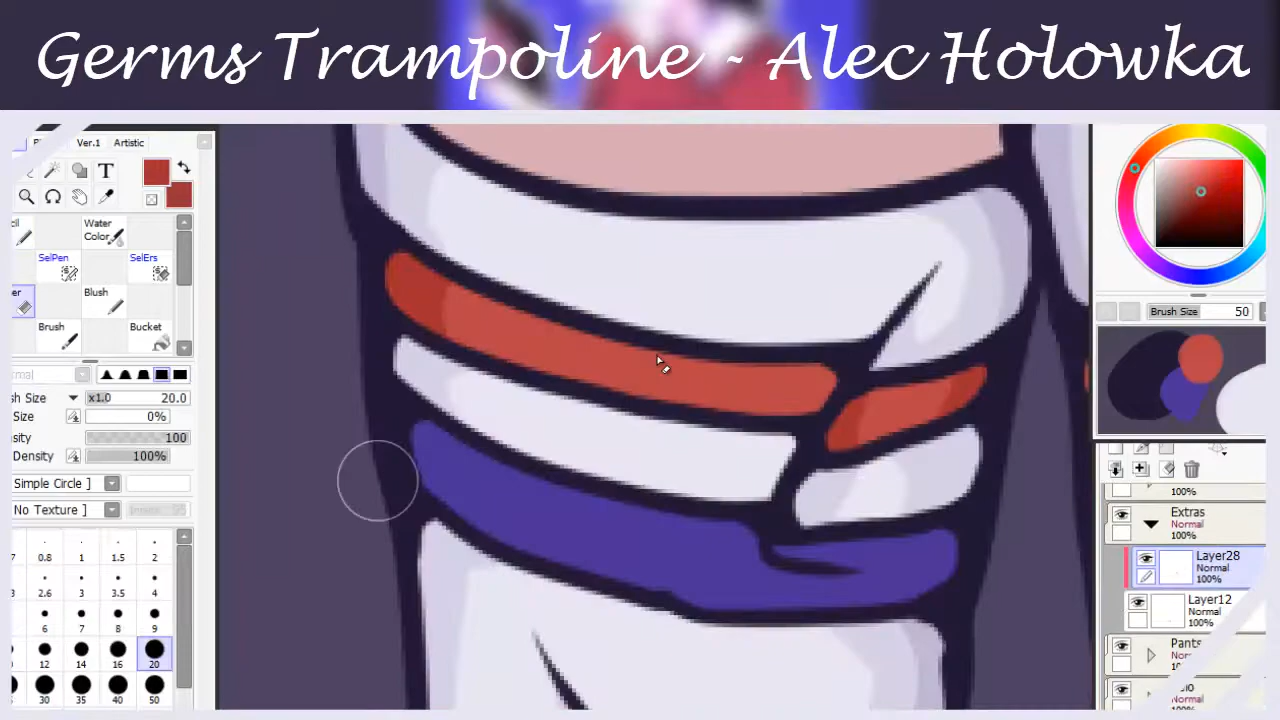 Germs Trampoline - Alec Holowka
Ver.1 Artistic
T
Water
Color
SelPen SelErs
Blush
Brush Bucket
Size x1.0 20.0
Size 0%
100
Density 100%
Simple Circle ]
No Texture ]
0.8 1 1.5 2
2.6 3 3.5 4
6 7 8 9
12 14 16 20
30 35 40 50
Brush Size 50
100%
Extras
Normal
100%
Layer28
Normal
100%
Layer12
Normal
100%
Pants